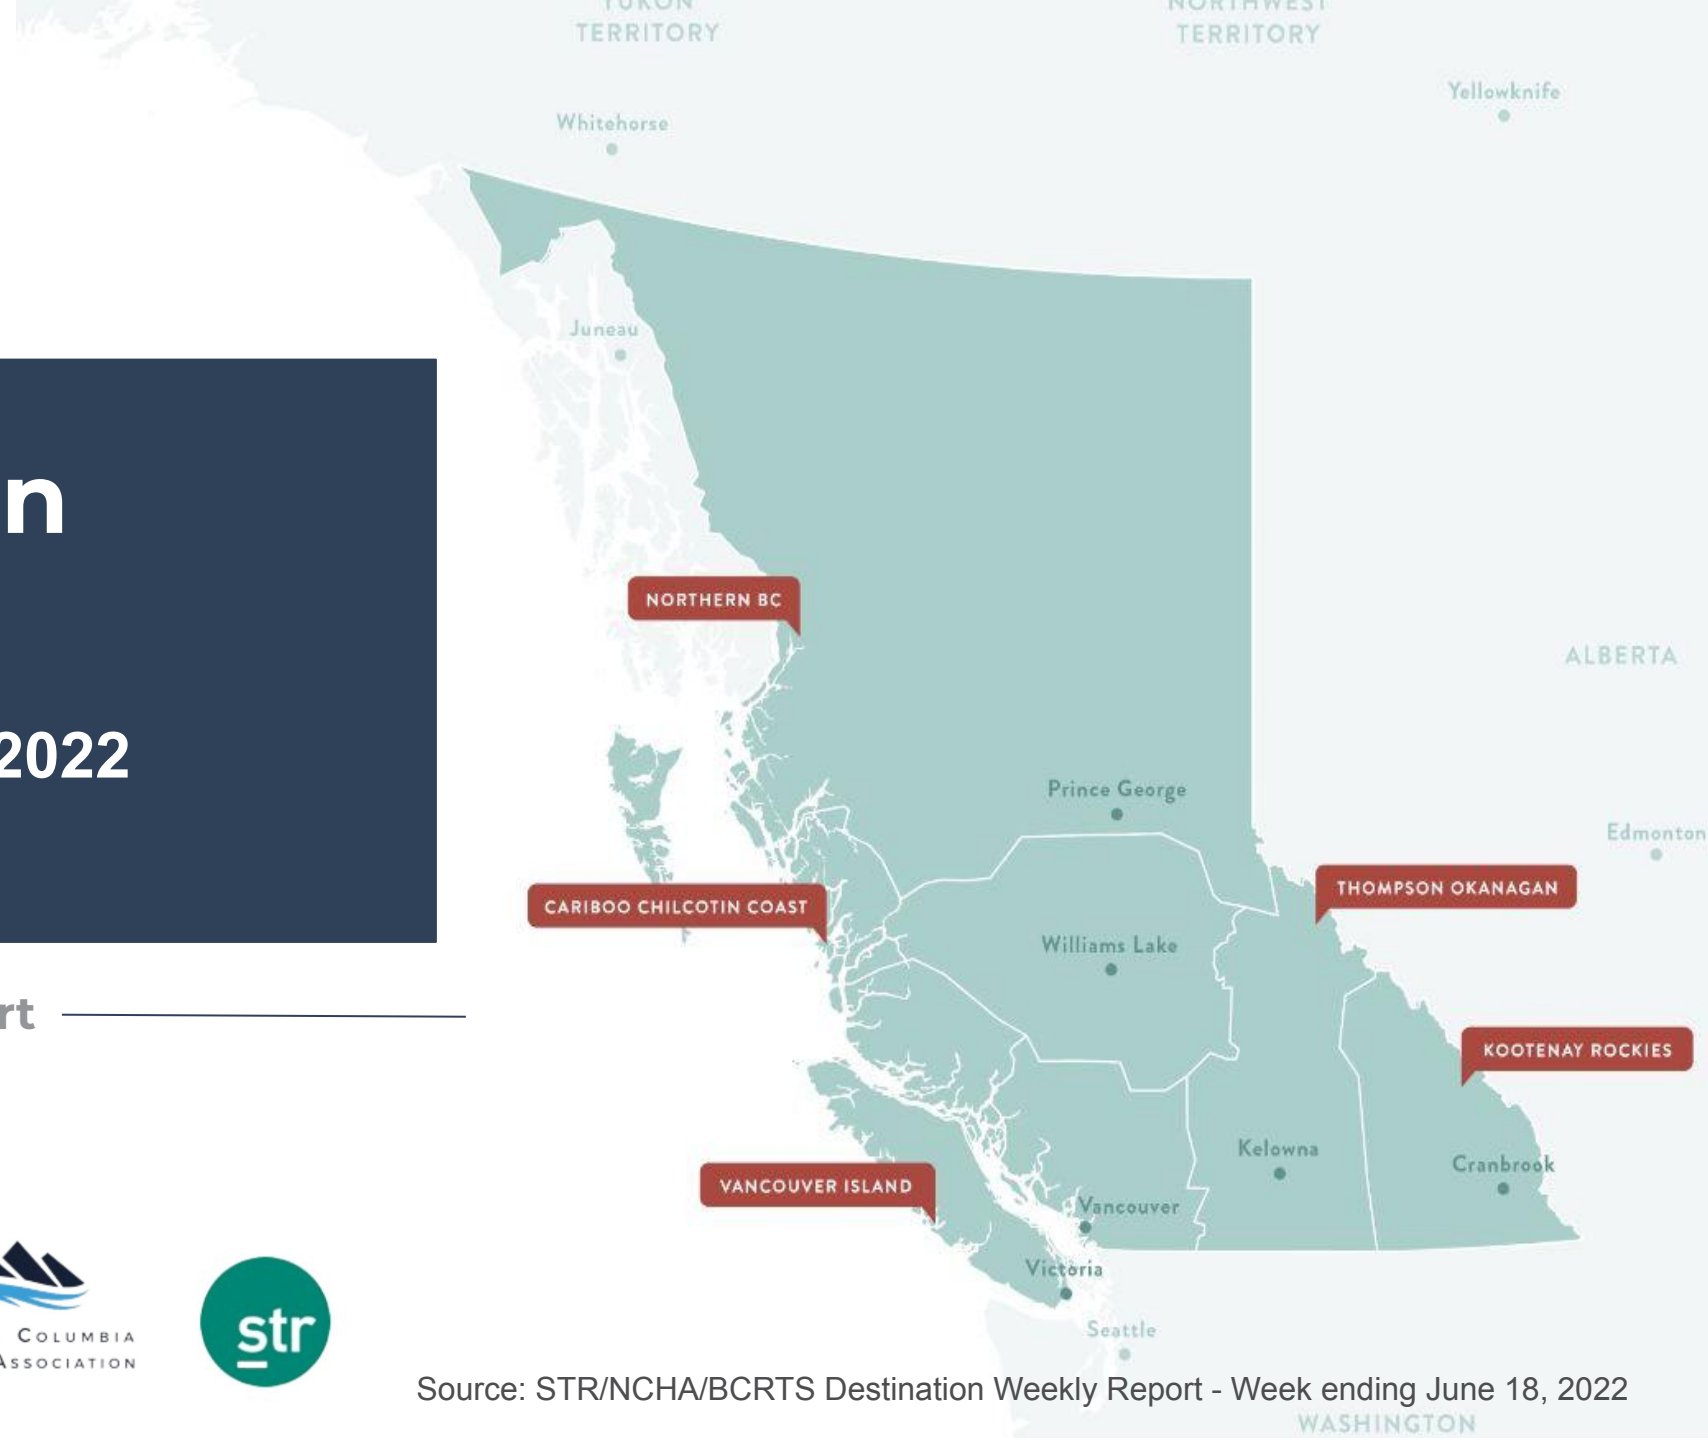 YUKON
TERRITORY
NORTHWEST
TERRITORY
Yellowknife
Whitehorse
Juneau
n
2022
NORTHERN BC
ALBERTA
Prince George
Edmonton
THOMPSON OKANAGAN
CARIBOO CHILCOTIN COAST
Williams Lake
rt
KOOTENAY ROCKIES
Kelowna
Cranbrook
VANCOUVER ISLAND
Vancouver
Victoria
COLUMBIA
ASSOCIATION
str
Seattle
Source: STR/NCHA/BCRTS Destination Weekly Report - Week ending June 18, 2022
WASHINGTON